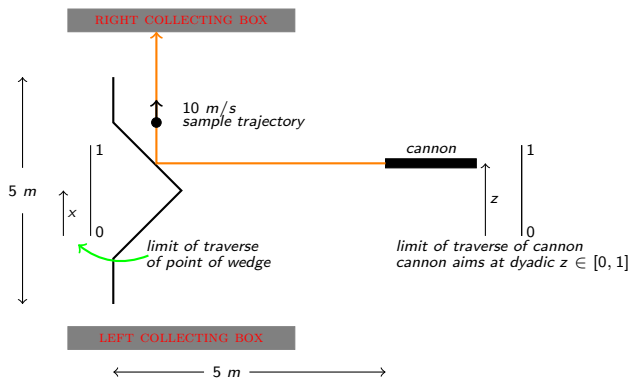 RIGHT COLLECTING BOX
10 m/s
sample trajectory
cannon
1
1
5 m
x
z
0
0
limit of traverse
of point of wedge
limit of traverse of cannon
cannon aims at dyadic z ∈ [0, 1]
LEFT COLLECTING BOX
5 m